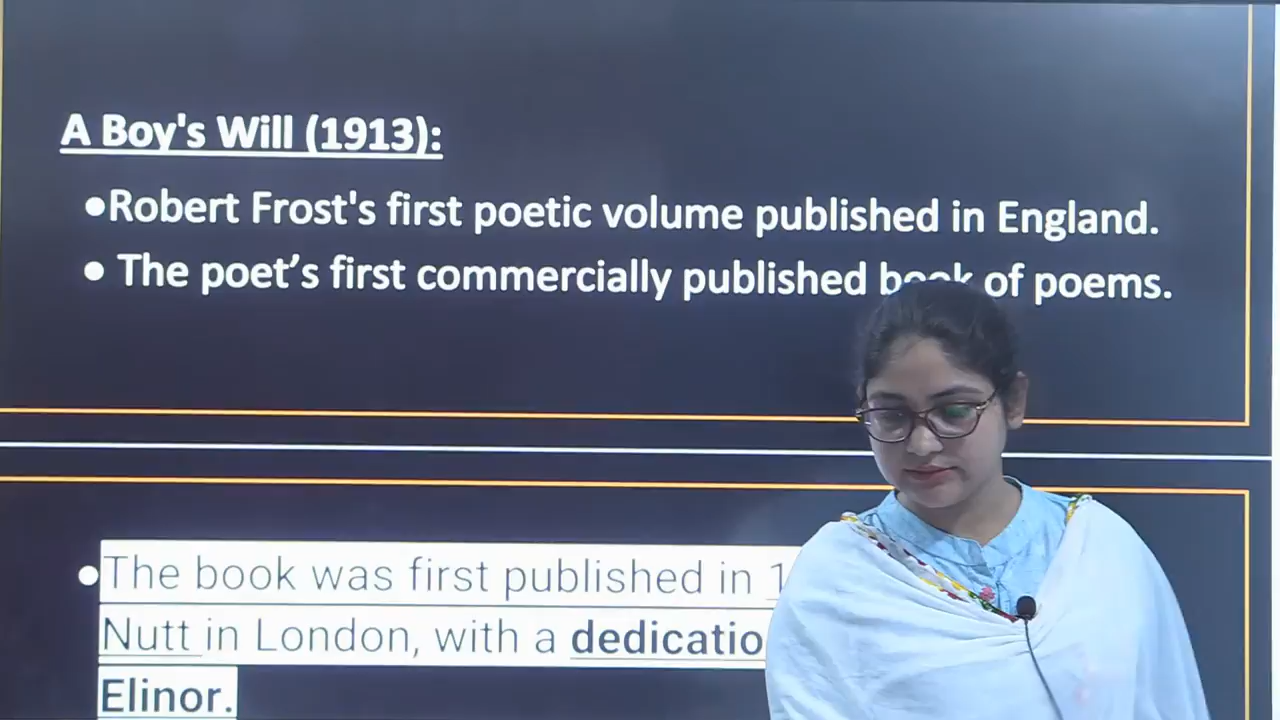 A Boy's Will (1913):
●Robert Frost's first poetic volume published in England.
● The poet’s first commercially published book of poems.
●The book was first published in 1
Nutt in London, with a dedicatio
Elinor.